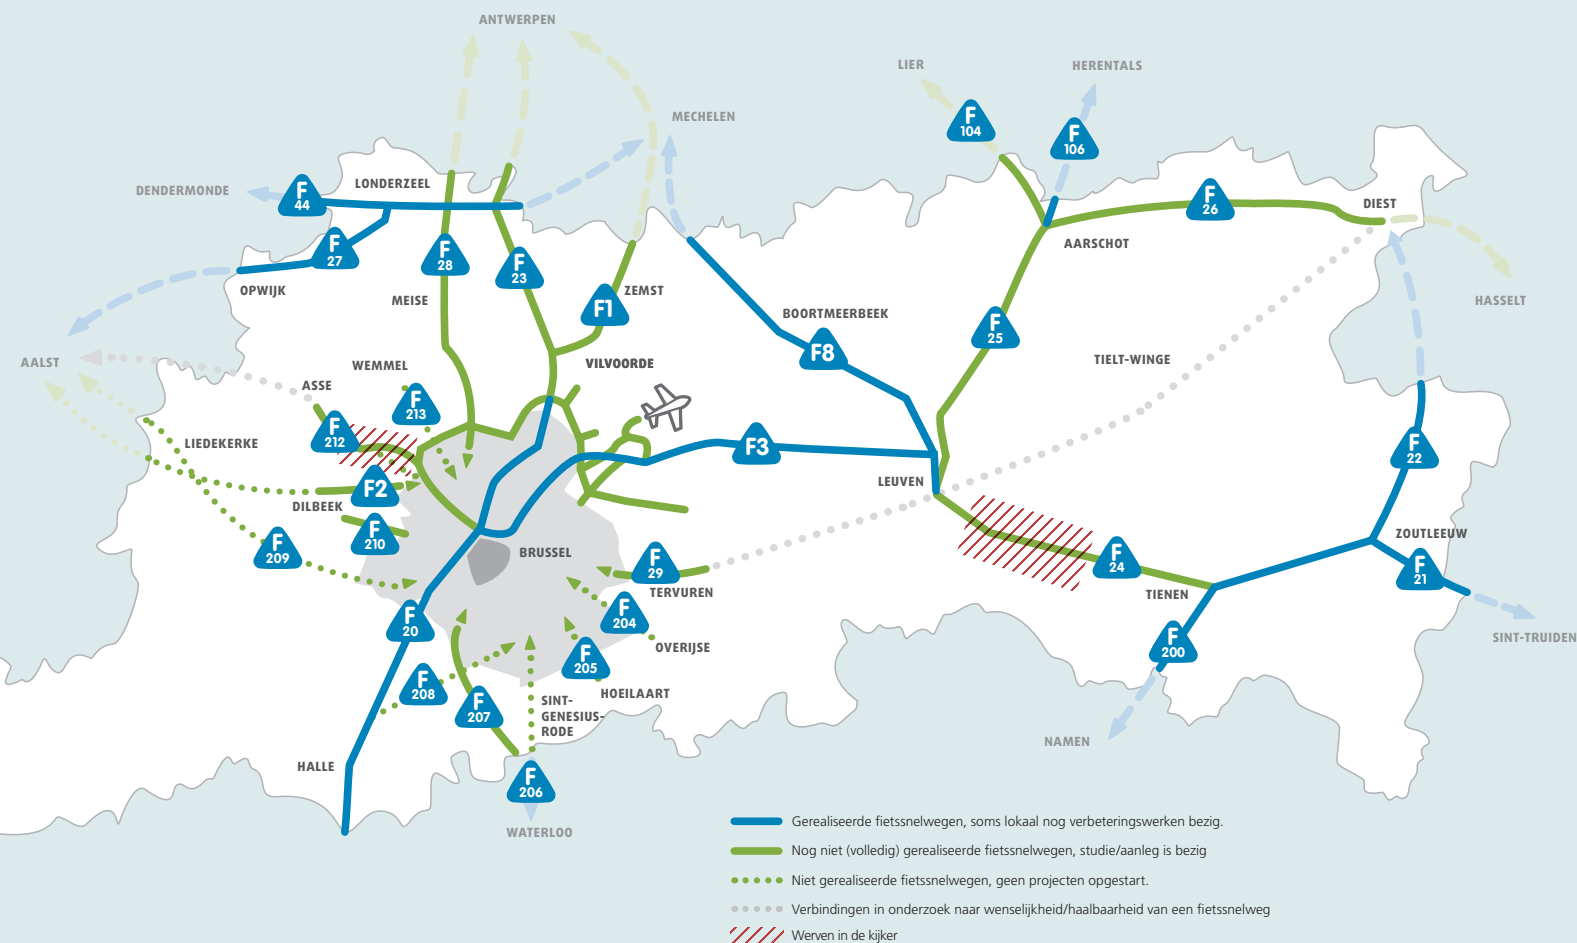 ANTWERPEN
LIER
HERENTALS
MECHELEN
F
104
F
106
DENDERMONDE
LONDERZEEL
F
44
F
26
DIEST
F
27
F
28
F
23
AARSCHOT
OPWIJK
MEISE
ZEMST
F1
HASSELT
BOORTMEERBEEK
F
25
F8
AALST
WEMMEL
VILVOORDE
TIELT-WINGE
ASSE
F
213
F
212
LIEDEKERKE
F3
F
22
F2
LEUVEN
DILBEEK
F
210
F
209
BRUSSEL
ZOUTLEEUW
F
29
F
24
F
21
TERVUREN
TIENEN
F
20
F
204
SINT-TRUIDEN
OVERIJSE
F
200
F
205
F
208
HOEILAART
F
207
SINT-
GENESIUS-
RODE
NAMEN
HALLE
F
206
WATERLOO
Gerealiseerde fietssnelwegen, soms lokaal nog verbeteringswerken bezig.
Nog niet (volledig) gerealiseerde fietssnelwegen, studie/aanleg is bezig
Niet gerealiseerde fietssnelwegen, geen projecten opgestart.
Verbindingen in onderzoek naar wenselijkheid/haalbaarheid van een fietssnelweg
Werven in de kijker